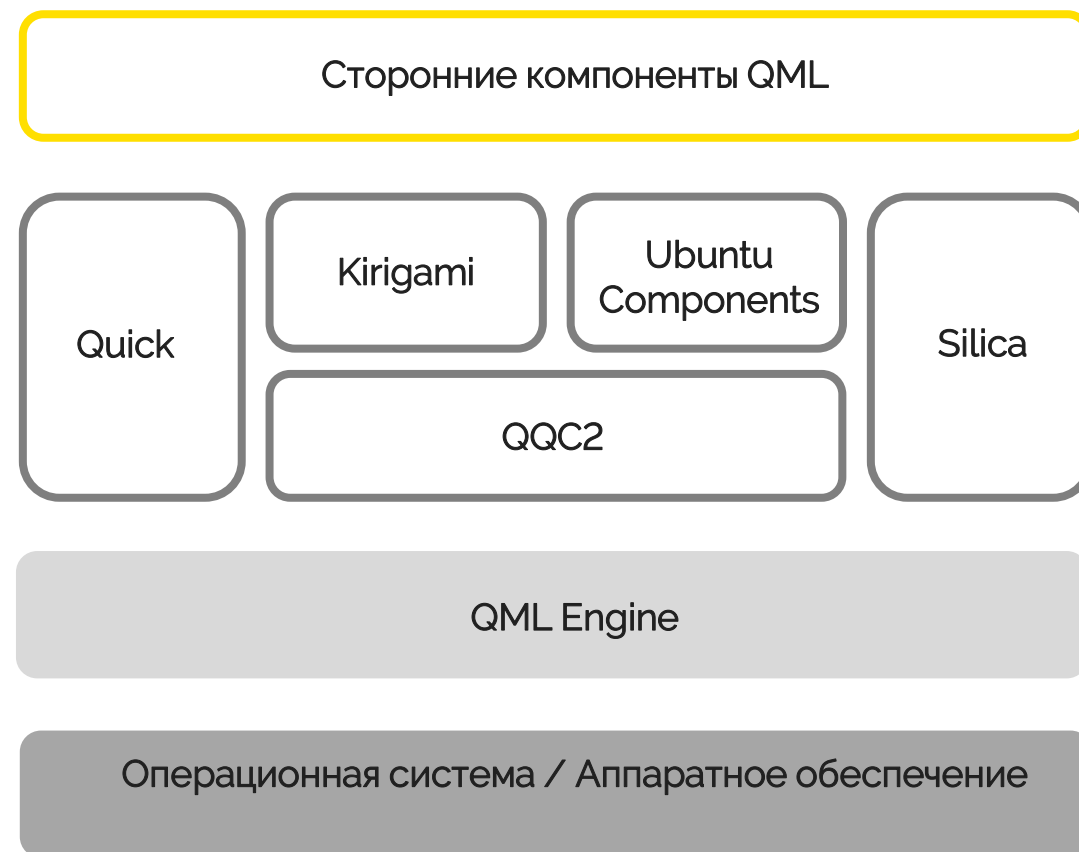 Сторонние компоненты QML
Kirigami
Ubuntu
Components
Quick
Silica
QQC2
QML Engine
Операционная система / Аппаратное обеспечение